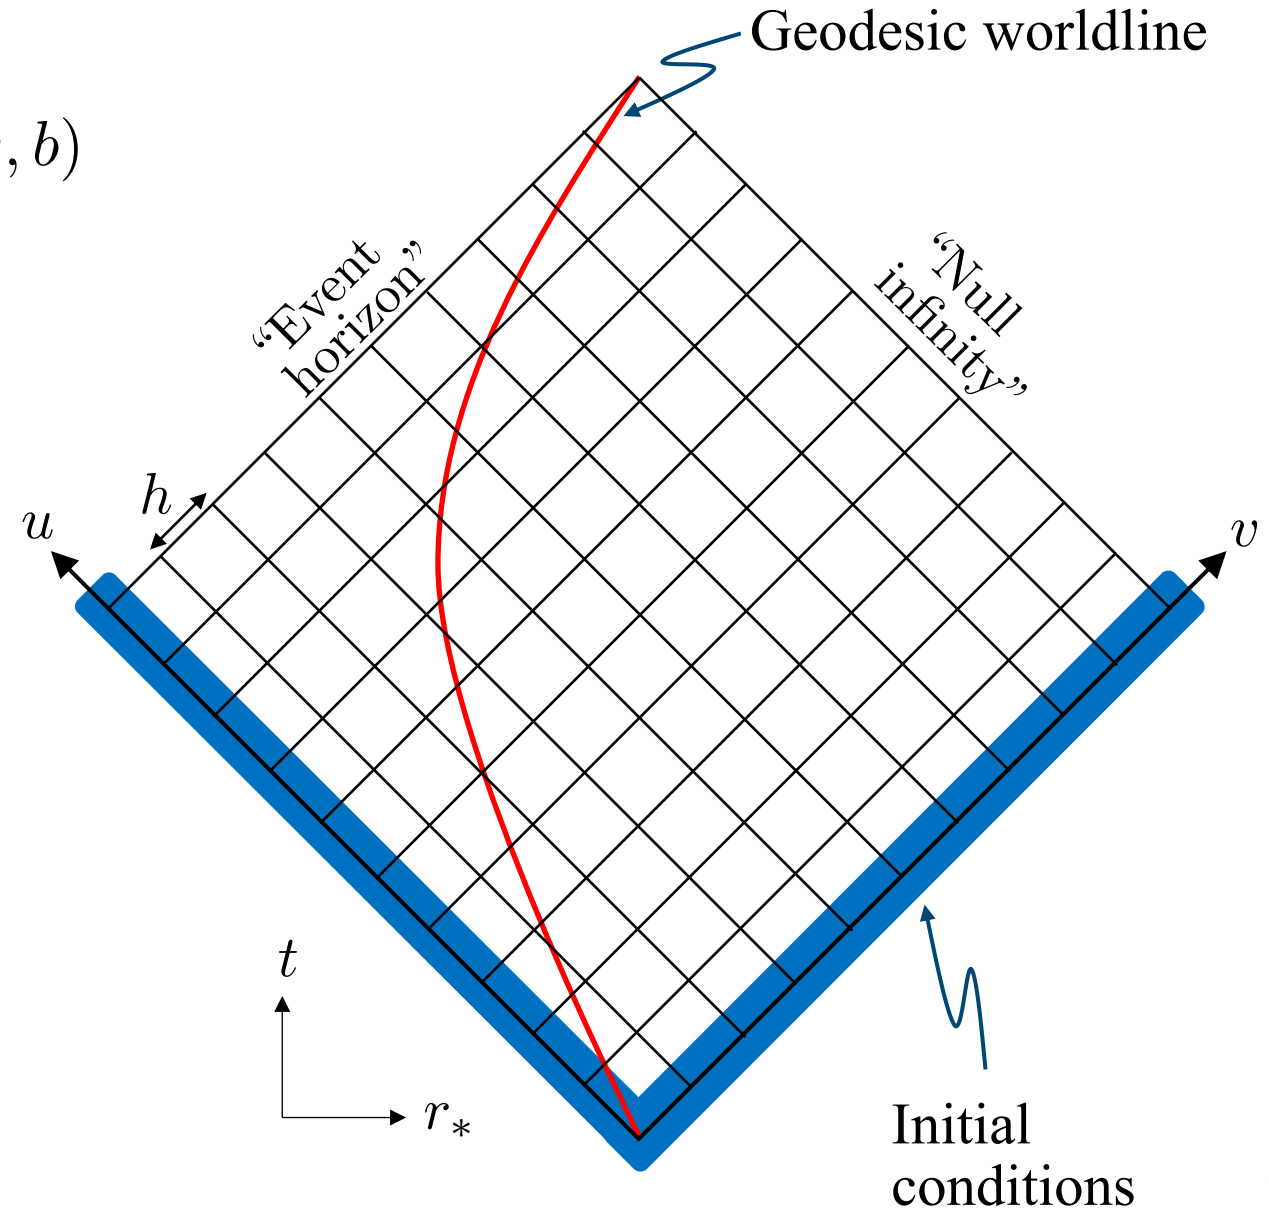 Geodesic worldline
, b)
“Event
horizon”
“Null
infinity”
h
u
v
t
r∗
Initial
conditions